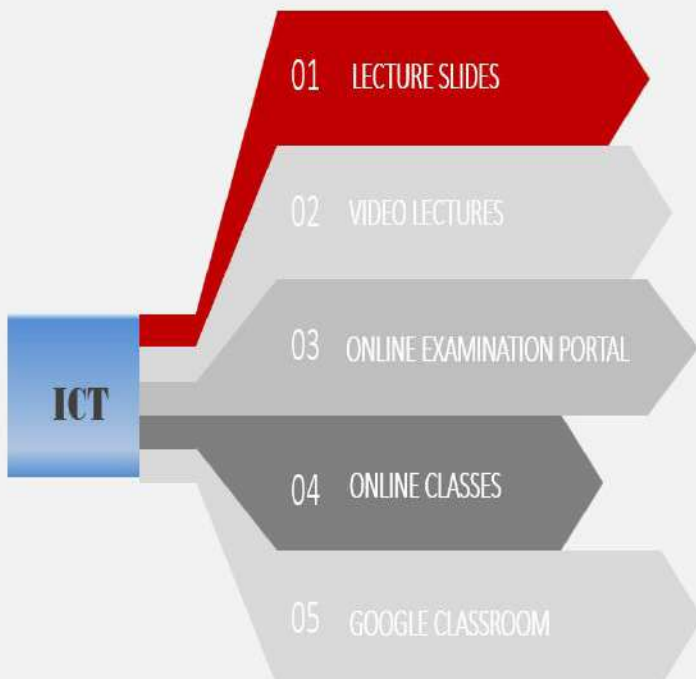 01 LECTURE SLIDES
02 VIDEO LECTURES
03 ONLINE EXAMINATION PORTAL
ICT
04 ONLINE CLASSES
05 GOOGLE CLASSROOM